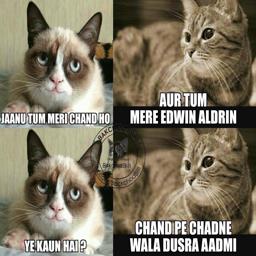 JAANU TUM MERI CHAND HO
AUR TUM
MERE EDWIN ALDRIN
YE KAUN HAI ?
CHAND PE CHADNE
WALA DUSRA AADMI